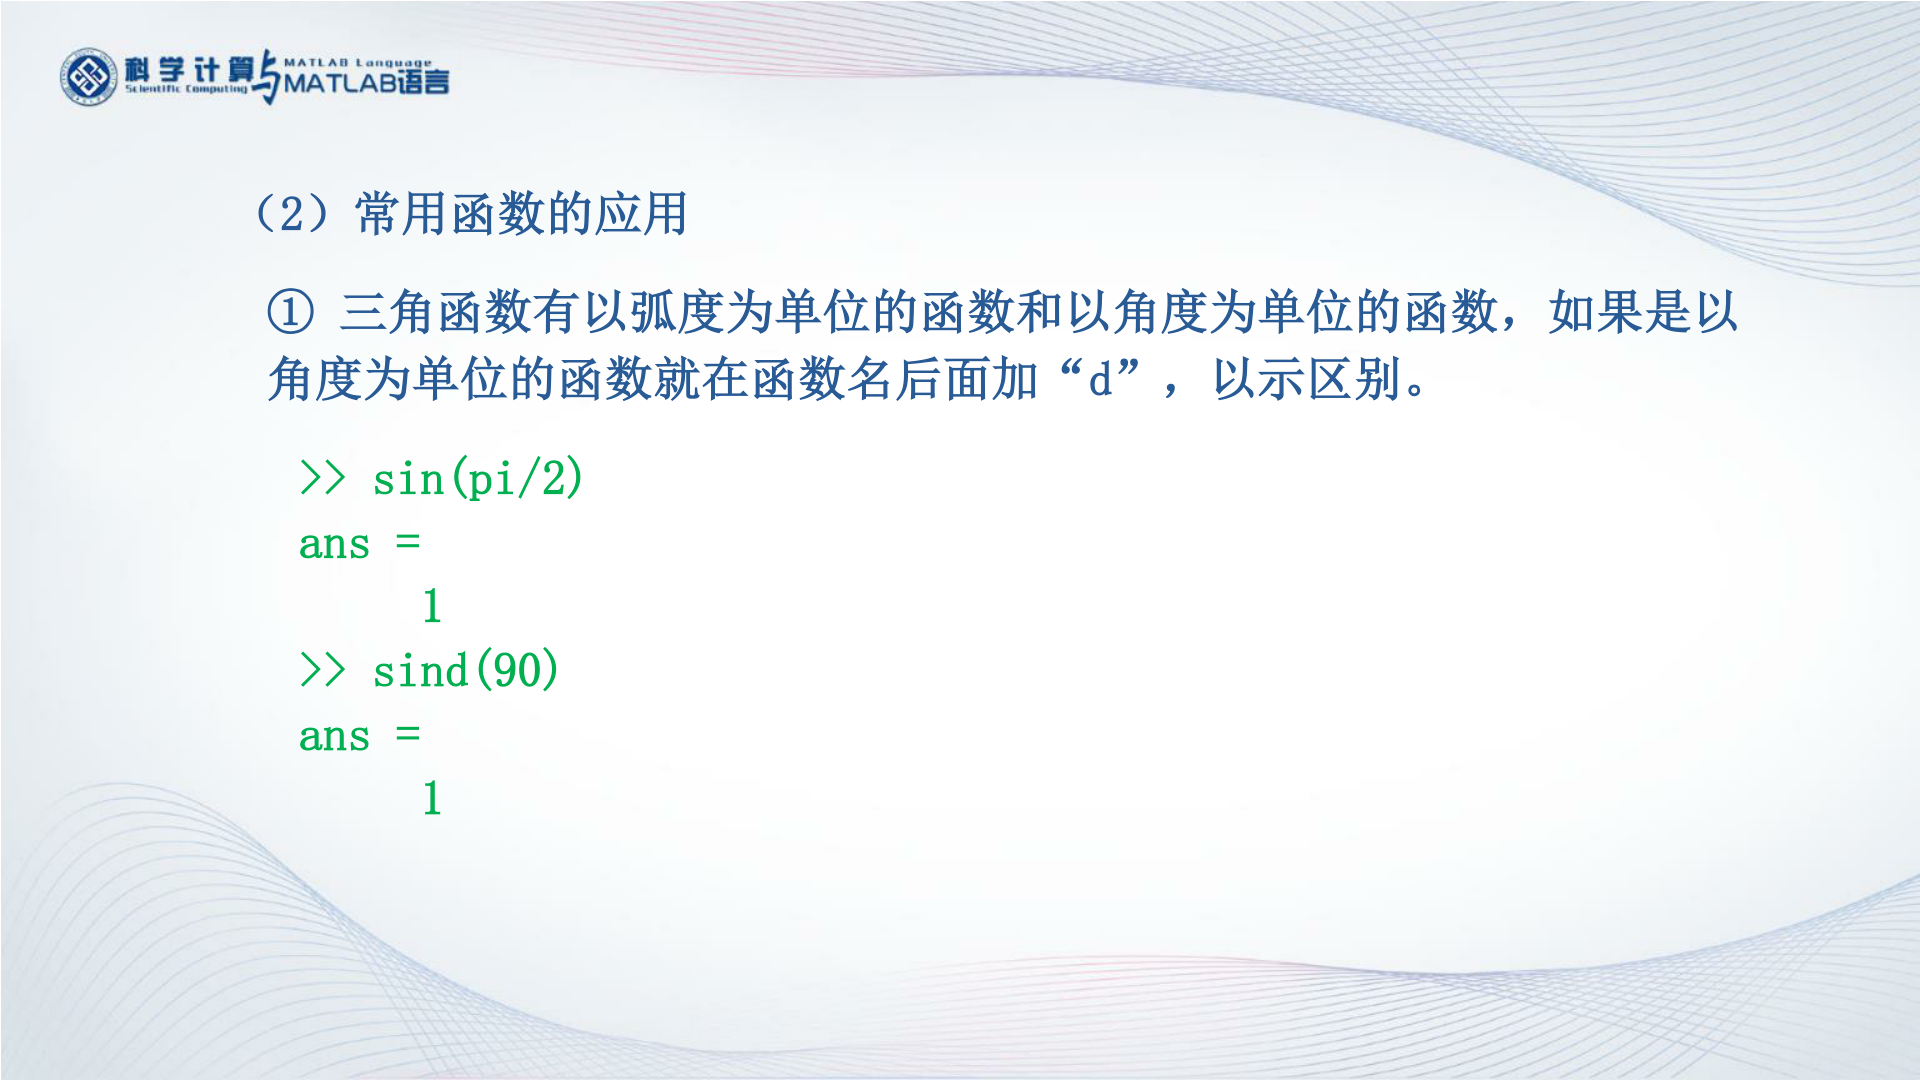 科学计算与MATLAB语言
Scientific Computing MATLAB Language
（2）常用函数的应用
① 三角函数有以弧度为单位的函数和以角度为单位的函数，如果是以
角度为单位的函数就在函数名后面加“d”，以示区别。
>> sin(pi/2)
ans =
1
>> sind(90)
ans =
1